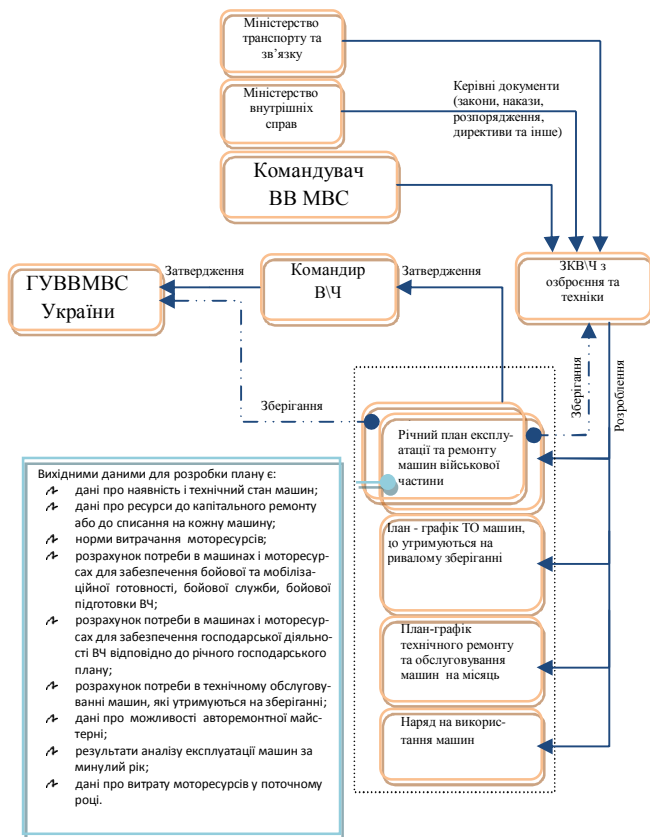 Міністерство
транспорту та
зв’язку
Міністерство
внутрішніх
справ
Керівні документи
(закони, накази,
розпорядження,
директиви та інше)
Командувач
ВВ МВС
ГУВВМВС
України
Затвердження
Командир
В\Ч
Затвердження
ЗКВ\Ч з
озброєння та
техніки
Зберігання
Розроблення
Зберігання
Річний план експлу-
атації та ремонту
машин військової
частини
Ілан - графік ТО машин,
цо утримуються на
ривалому зберіганні
План-графік
технічного ремонту
та обслуговування
машин на місяць
Наряд на викорис-
тання машин
Вихідними даними для розробки плану є:
дані про наявність і технічний стан машин;
дані про ресурси до капітального ремонту
або до списання на кожну машину;
норми витрачання моторесурсів;
розрахунок потреби в машинах і моторесур-
сах для забезпечення бойової та мобіліза-
ційної готовності, бойової служби, бойової
підготовки ВЧ;
розрахунок потреби в машинах і моторесур-
сах для забезпечення господарської діяльно-
сті ВЧ відповідно до річного господарського
плану;
розрахунок потреби в технічному обслугову-
ванні машин, які утримуються на зберіганні;
дані про можливості авторемонтної майс-
терні;
результати аналізу експлуатації машин за
минулий рік;
дані про витрату моторесурсів у поточному
році.